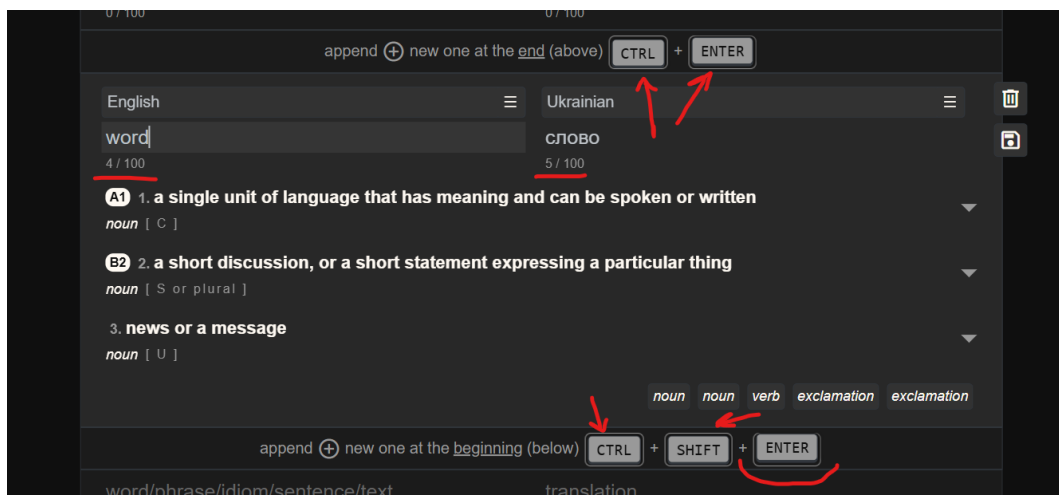 0 / 100 0 / 100
append ⊕ new one at the end (above) CTRL + ENTER
English ☰ Ukrainian ☰
word слово
4 / 100 5 / 100
A1 1. a single unit of language that has meaning and can be spoken or written
noun [ C ]
B2 2. a short discussion, or a short statement expressing a particular thing
noun [ S or plural ]
3. news or a message
noun [ U ]
noun noun verb exclamation exclamation
append ⊕ new one at the beginning (below) CTRL + SHIFT + ENTER
word/phrase/idiom/sentence/text translation